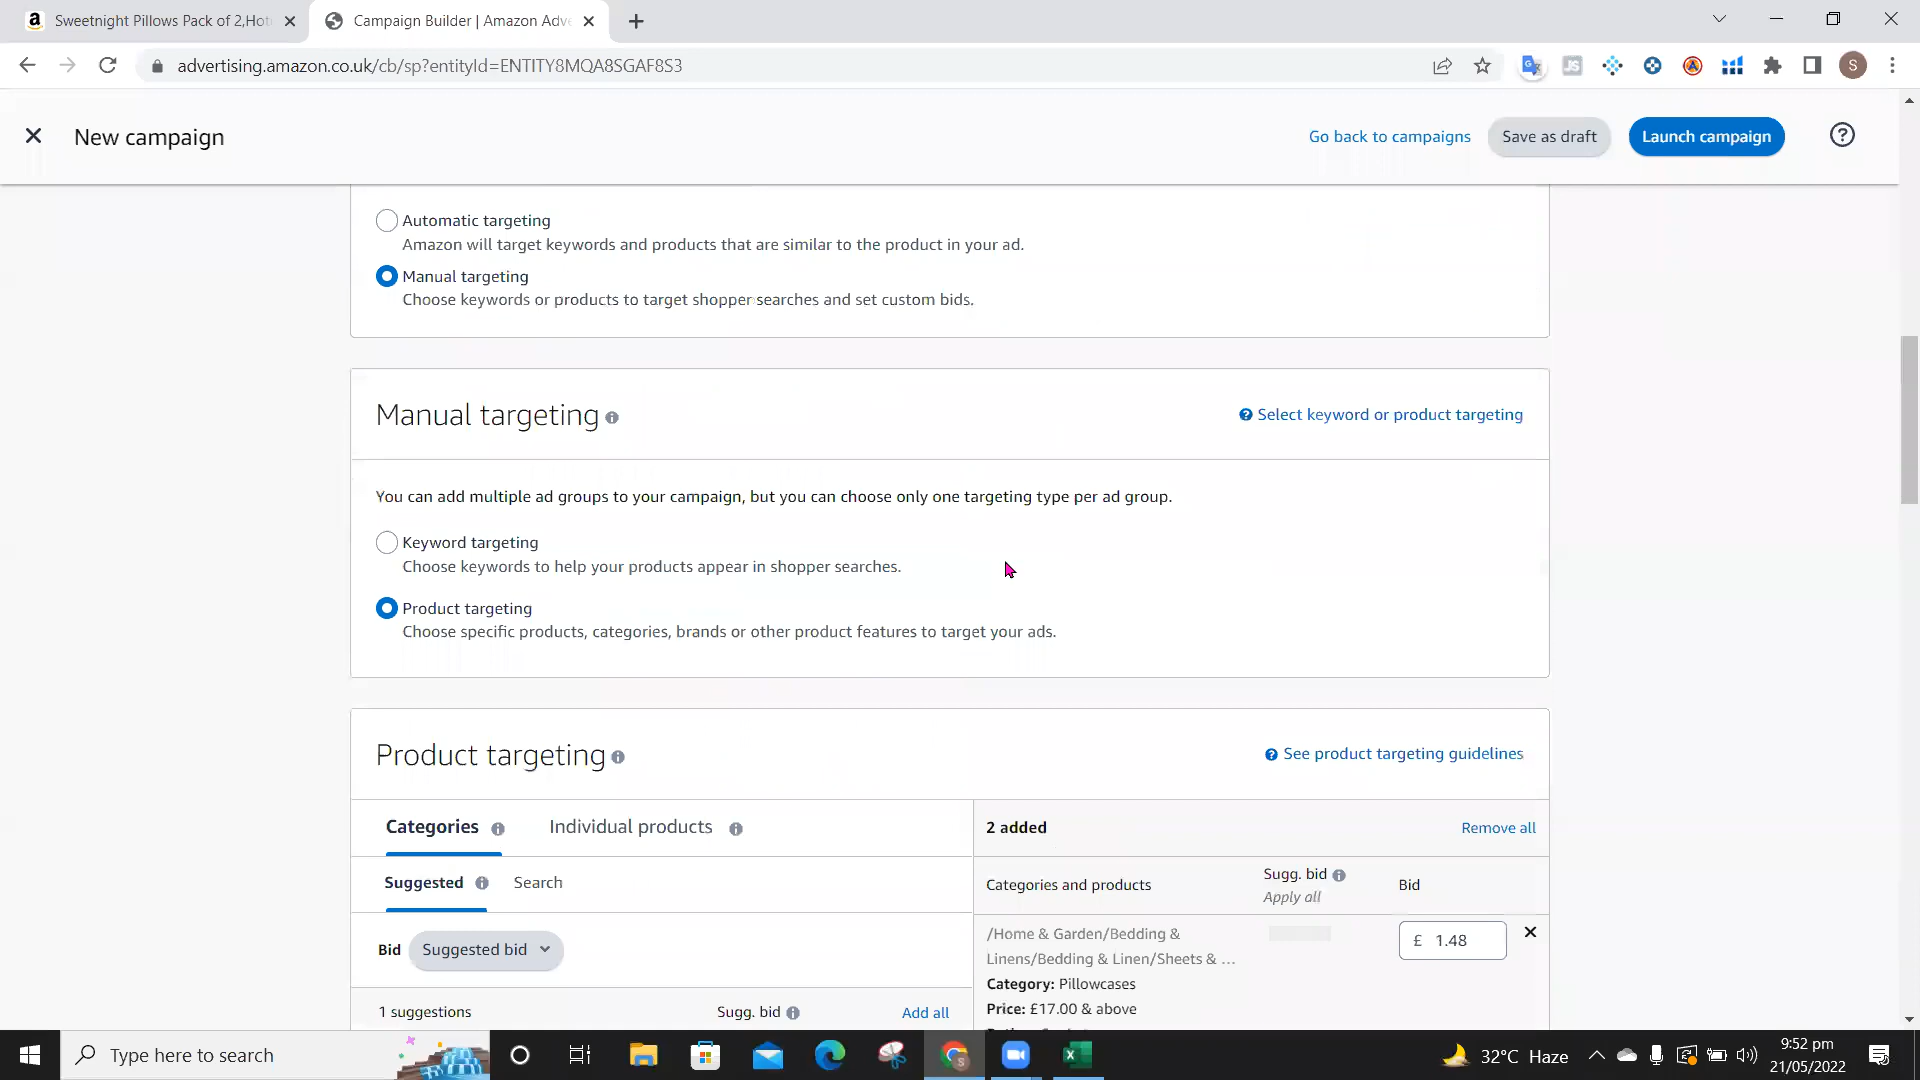 Sweetnight Pillows Pack of 2,Hot
Campaign Builder | Amazon Adve
advertising.amazon.co.uk/cb/sp?entityId=ENTITY8MQA8SGAF8S3
S
New campaign
Go back to campaigns
Save as draft
Launch campaign
Automatic targeting
Amazon will target keywords and products that are similar to the product in your ad.
Manual targeting
Choose keywords or products to target shopper searches and set custom bids.
Manual targeting
Select keyword or product targeting
You can add multiple ad groups to your campaign, but you can choose only one targeting type per ad group.
Keyword targeting
Choose keywords to help your products appear in shopper searches.
Product targeting
Choose specific products, categories, brands or other product features to target your ads.
Product targeting
See product targeting guidelines
Categories
Individual products
2 added
Remove all
Suggested
Search
Categories and products
Sugg. bid
Apply all
Bid
Bid
Suggested bid
/Home & Garden/Bedding &
Linens/Bedding & Linen/Sheets & ...
£ 1.48
Category: Pillowcases
Price: £17.00 & above
1 suggestions
Sugg. bid
Add all
Type here to search
32°C Haze
9:52 pm
21/05/2022